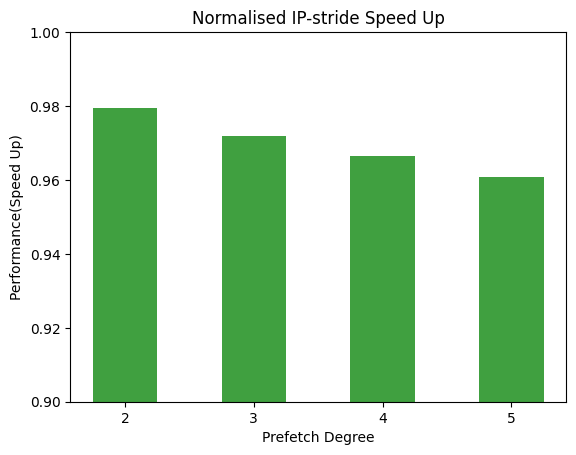 Normalised IP-stride Speed Up
Performance(Speed Up)
1.00
0.98
0.96
0.94
0.92
0.90
2 3 4 5
Prefetch Degree